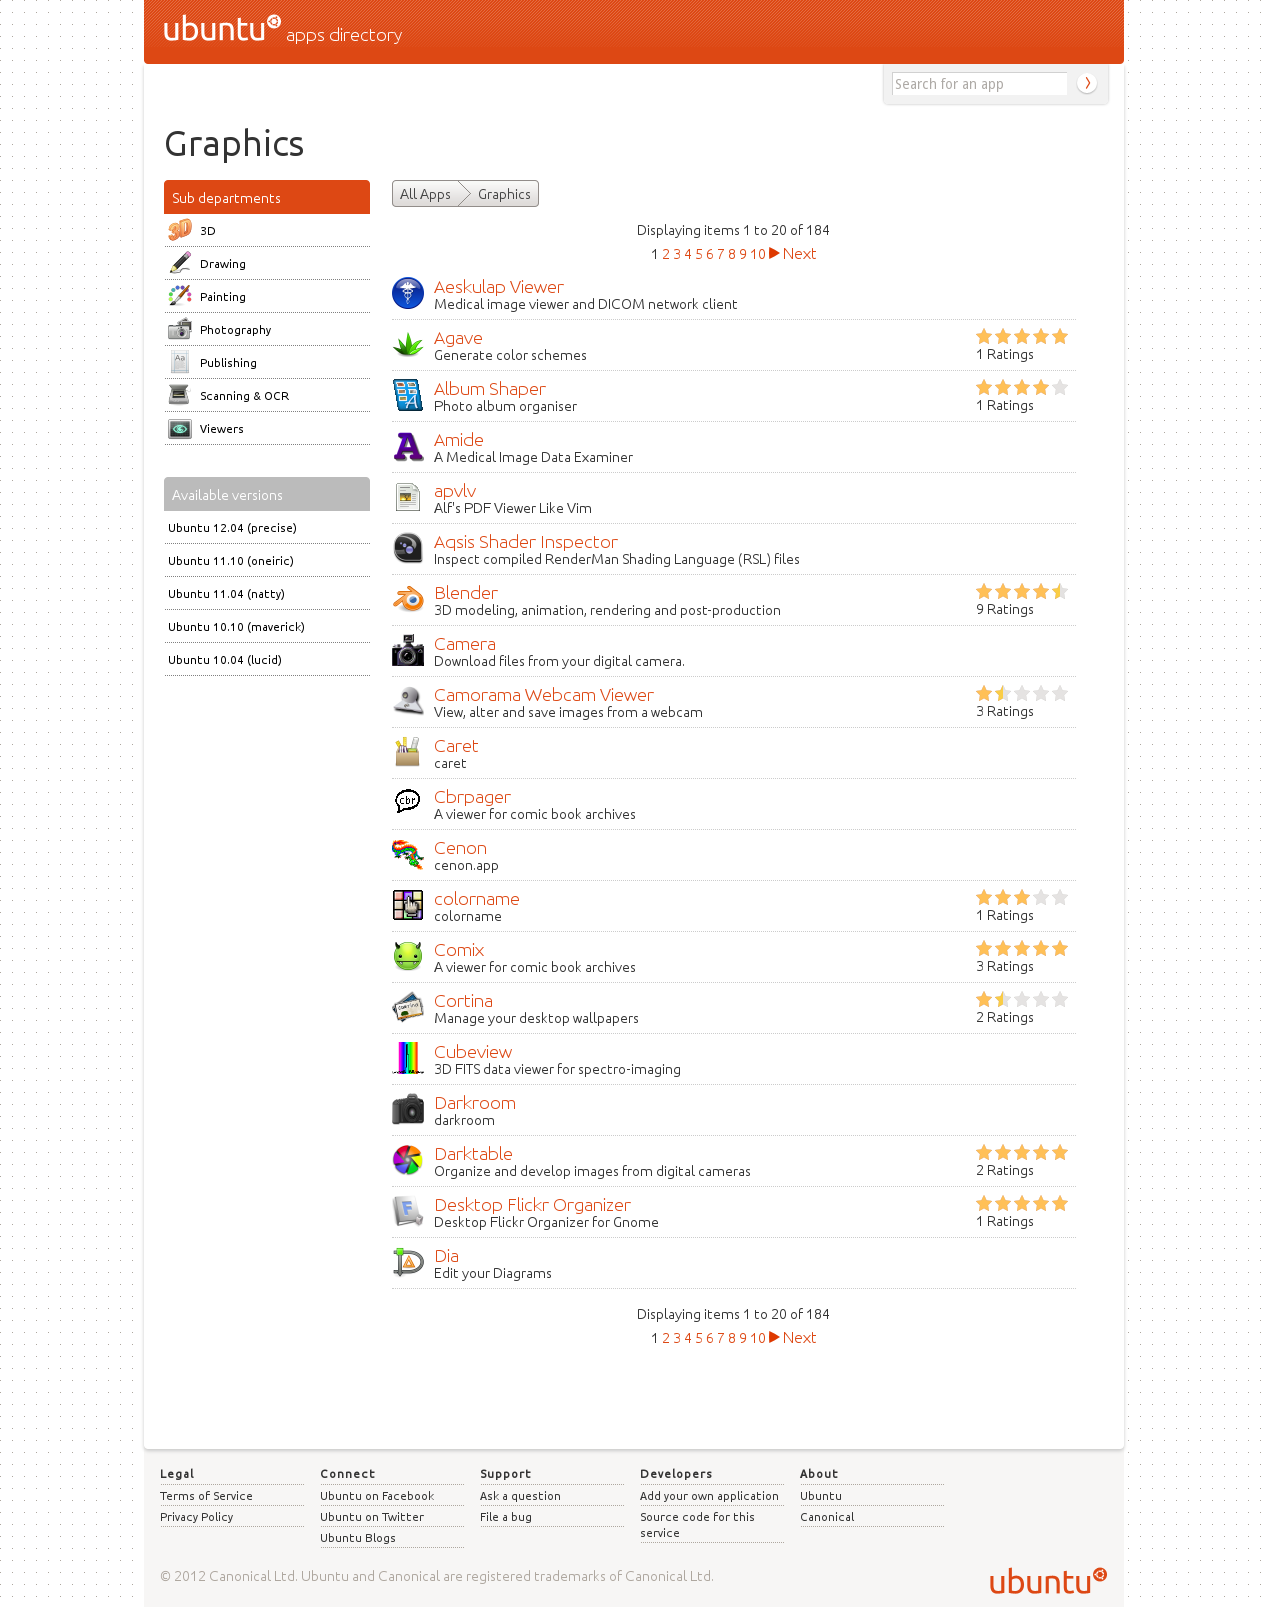 ubuntu apps directory
Search for an app
Graphics
Sub departments
3D
Drawing
Painting
Photography
Publishing
Scanning & OCR
Viewers
Available versions
Ubuntu 12.04 (precise)
Ubuntu 11.10 (oneiric)
Ubuntu 11.04 (natty)
Ubuntu 10.10 (maverick)
Ubuntu 10.04 (lucid)
All Apps Graphics
Displaying items 1 to 20 of 184
1 2 3 4 5 6 7 8 9 10 Next
Aeskulap Viewer
Medical image viewer and DICOM network client
Agave
Generate color schemes
1 Ratings
Album Shaper
Photo album organiser
1 Ratings
Amide
A Medical Image Data Examiner
apvlv
Alf's PDF Viewer Like Vim
Aqsis Shader Inspector
Inspect compiled RenderMan Shading Language (RSL) files
Blender
3D modeling, animation, rendering and post-production
9 Ratings
Camera
Download files from your digital camera.
Camorama Webcam Viewer
View, alter and save images from a webcam
3 Ratings
Caret
caret
cbr
Cbrpager
A viewer for comic book archives
Cenon
cenon.app
colorname
colorname
1 Ratings
Comix
A viewer for comic book archives
3 Ratings
Cortina
Manage your desktop wallpapers
2 Ratings
Cubeview
3D FITS data viewer for spectro-imaging
Darkroom
darkroom
Darktable
Organize and develop images from digital cameras
2 Ratings
Desktop Flickr Organizer
Desktop Flickr Organizer for Gnome
1 Ratings
Dia
Edit your Diagrams
Displaying items 1 to 20 of 184
1 2 3 4 5 6 7 8 9 10 Next
Legal
Terms of Service
Privacy Policy
Connect
Ubuntu on Facebook
Ubuntu on Twitter
Ubuntu Blogs
Support
Ask a question
File a bug
Developers
Add your own application
Source code for this
service
About
Ubuntu
Canonical
© 2012 Canonical Ltd. Ubuntu and Canonical are registered trademarks of Canonical Ltd.
ubuntu